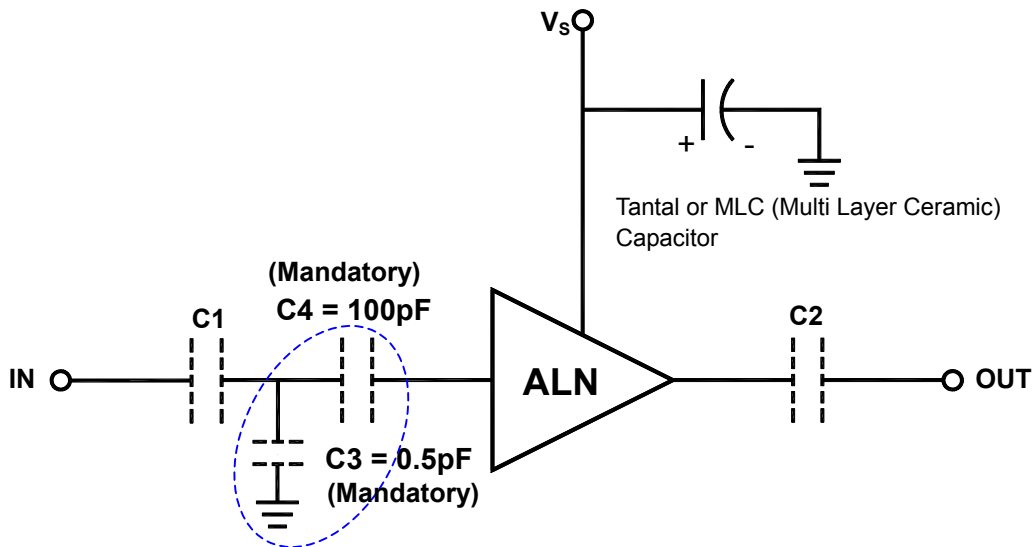 Vs
+ -
Tantal or MLC (Multi Layer Ceramic)
Capacitor
(Mandatory)
C4 = 100pF
C1
C2
IN
ALN
OUT
C3 = 0.5pF
(Mandatory)